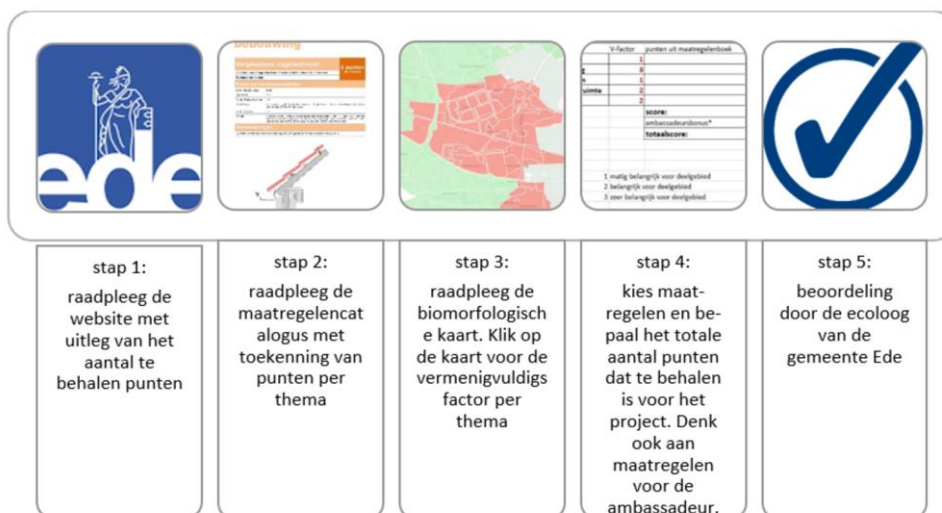 ede
bebouwing
V-factor punten uit maatregelenboek
1
3
1
2
2
score:
ambassadeursbonus*
totaalscore:
1 matig belangrijk voor deelgebied
2 belangrijk voor deelgebied
3 zeer belangrijk voor deelgebied
stap 1:
raadpleeg de
website met
uitleg van het
aantal te
behalen punten
stap 2:
raadpleeg de
maatregelencat
alogus met
toekenning van
punten per
thema
stap 3:
raadpleeg de
biomorfologisch
e kaart. Klik op
de kaart voor de
vermenigvuldigs
factor per
thema
stap 4:
kies maat-
regelen en be-
paal het totale
aantal punten
dat te behalen
is voor het
project. Denk
ook aan
maatregelen
voor de
ambassadeur.
stap 5:
beoordeling
door de ecoloog
van de
gemeente Ede